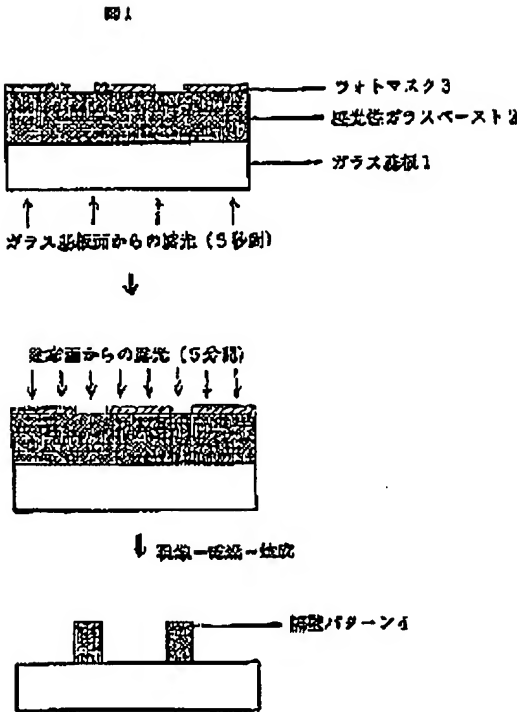 図1
フォトマスク3
感光性ガラスペースト2
ガラス基板1
ガラス基板面からの露光(5秒間)
塗布面からの露光(5分間)
現像-乾燥-焼成
隔壁パターン4